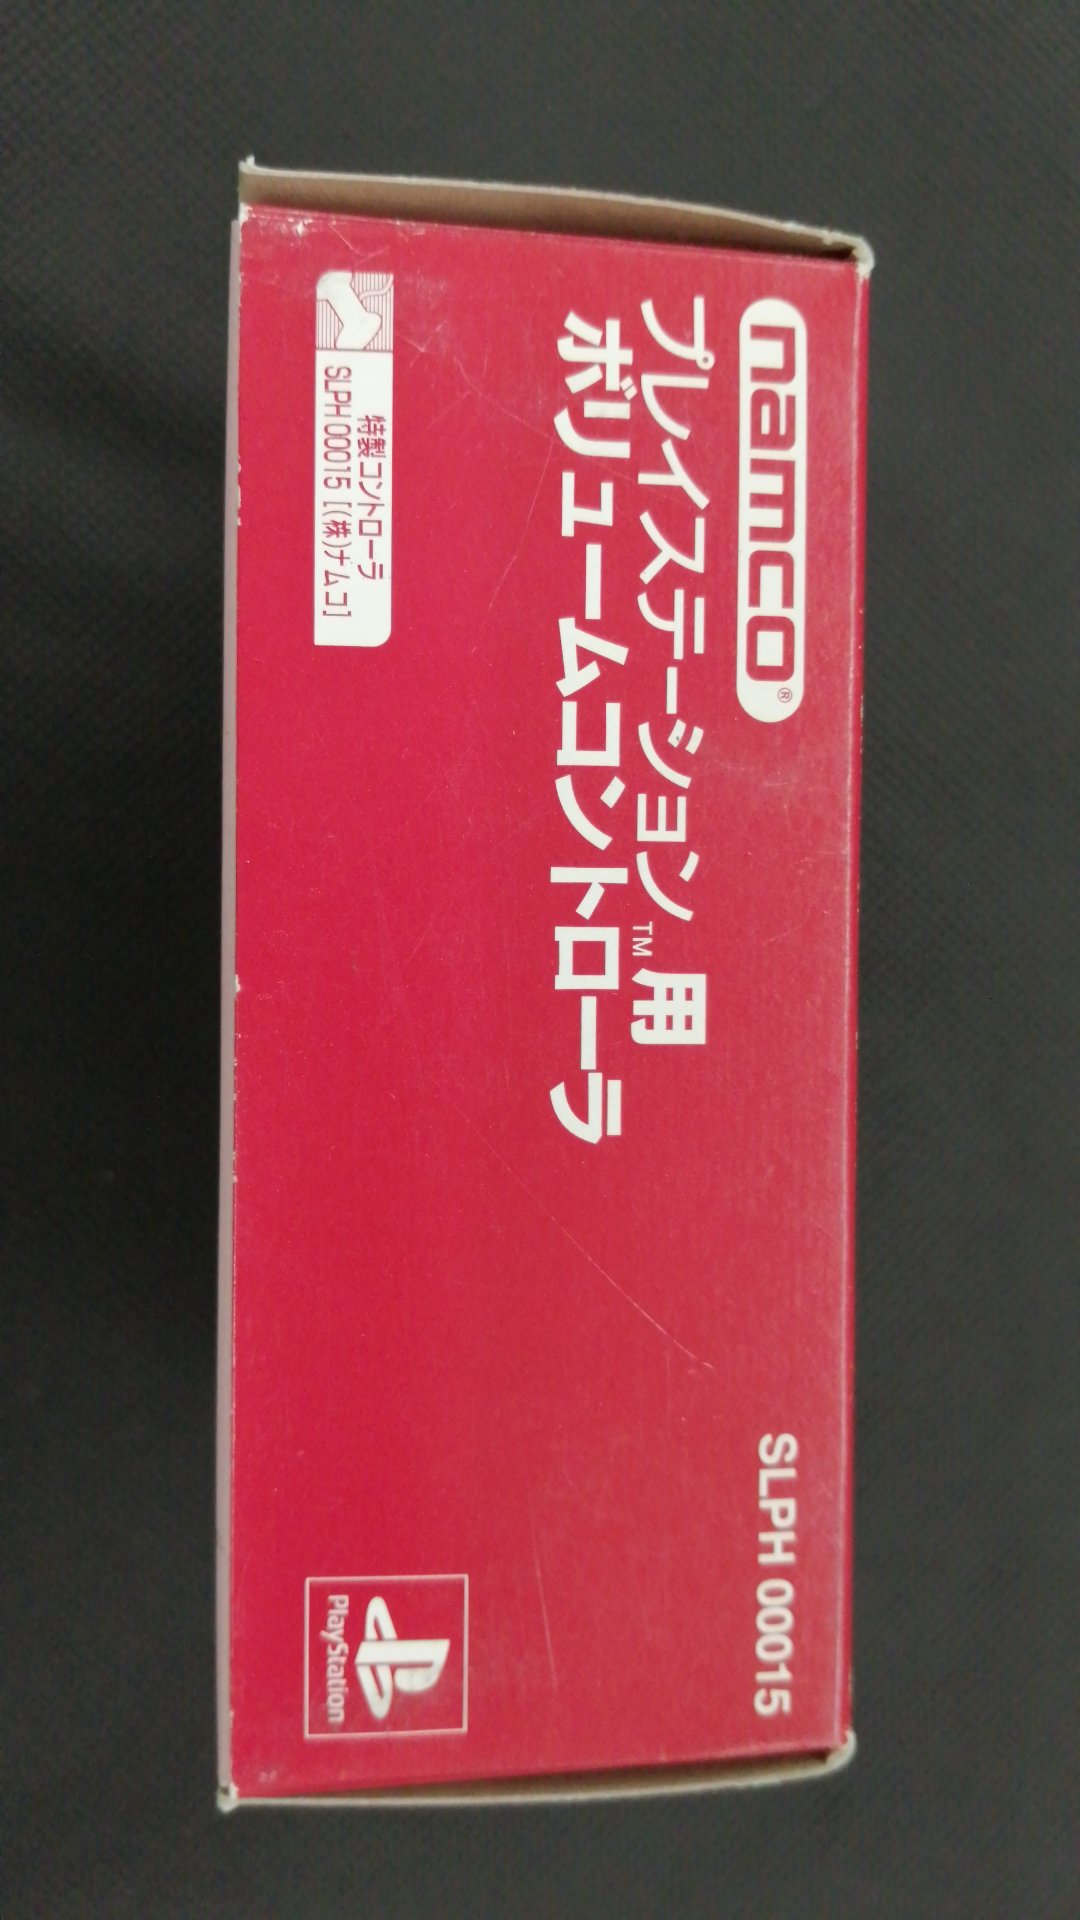 namco®
SLPH 00015
プレイステーション™用
ボリュームコントローラ
特製コントローラ
SLPH 00015 [(株)ナムコ]
PlayStation